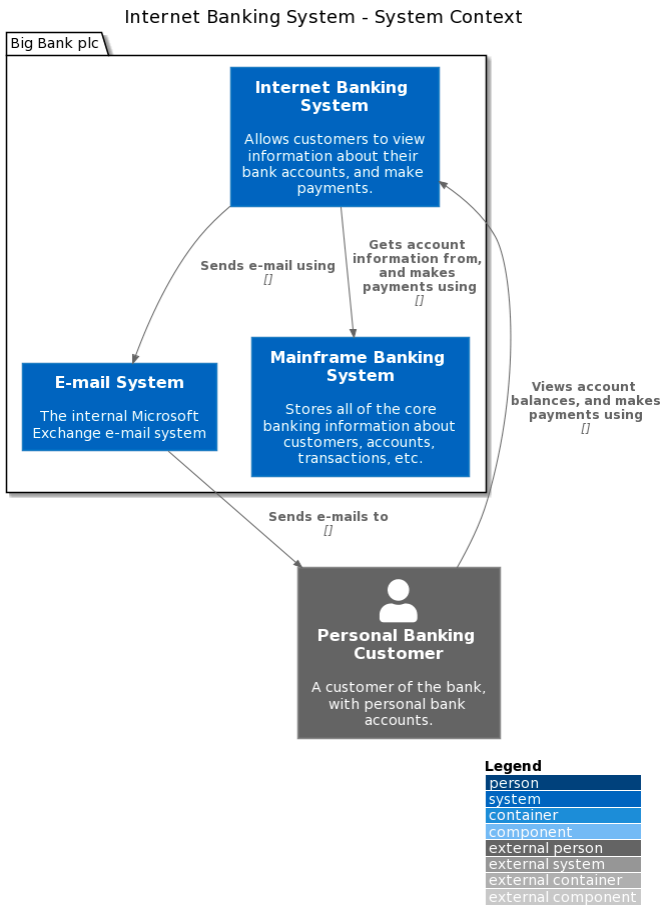 Internet Banking System - System Context
Big Bank plc
Internet Banking
System
Allows customers to view
information about their
bank accounts, and make
payments.
Sends e-mail using
[]
Gets account
information from,
and makes
payments using
[]
E-mail System
The internal Microsoft
Exchange e-mail system
Mainframe Banking
System
Stores all of the core
banking information about
customers, accounts,
transactions, etc.
Views account
balances, and makes
payments using
[]
Sends e-mails to
[]
Personal Banking
Customer
A customer of the bank,
with personal bank
accounts.
Legend
person
system
container
component
external person
external system
external container
external component